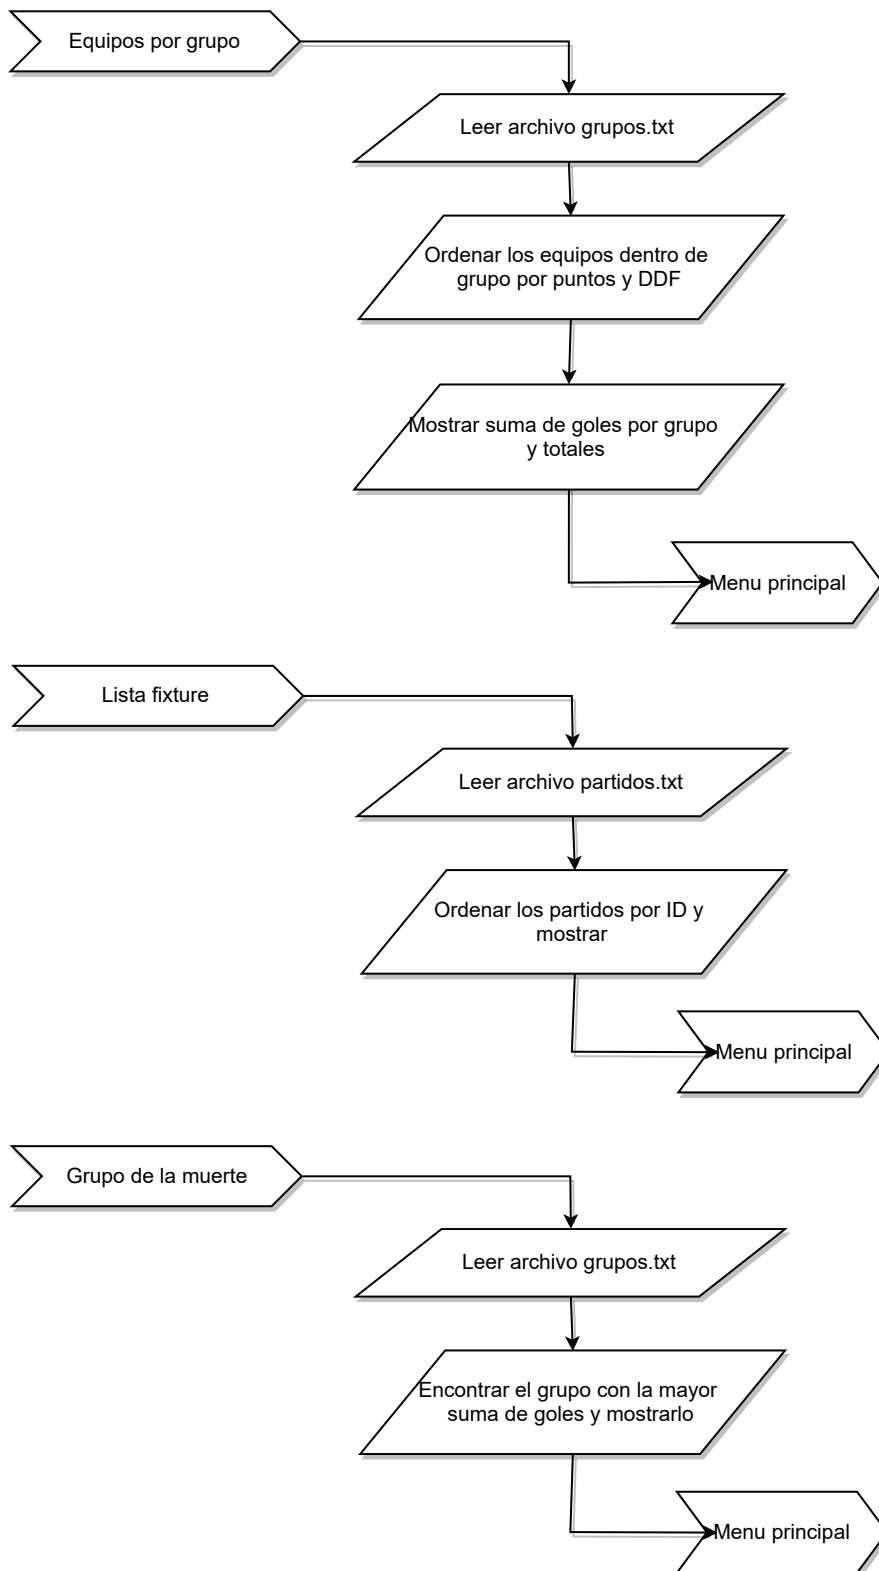 Equipos por grupo
Leer archivo grupos.txt
Ordenar los equipos dentro de
grupo por puntos y DDF
Mostrar suma de goles por grupo
y totales
Menu principal
Lista fixture
Leer archivo partidos.txt
Ordenar los partidos por ID y
mostrar
Menu principal
Grupo de la muerte
Leer archivo grupos.txt
Encontrar el grupo con la mayor
suma de goles y mostrarlo
Menu principal